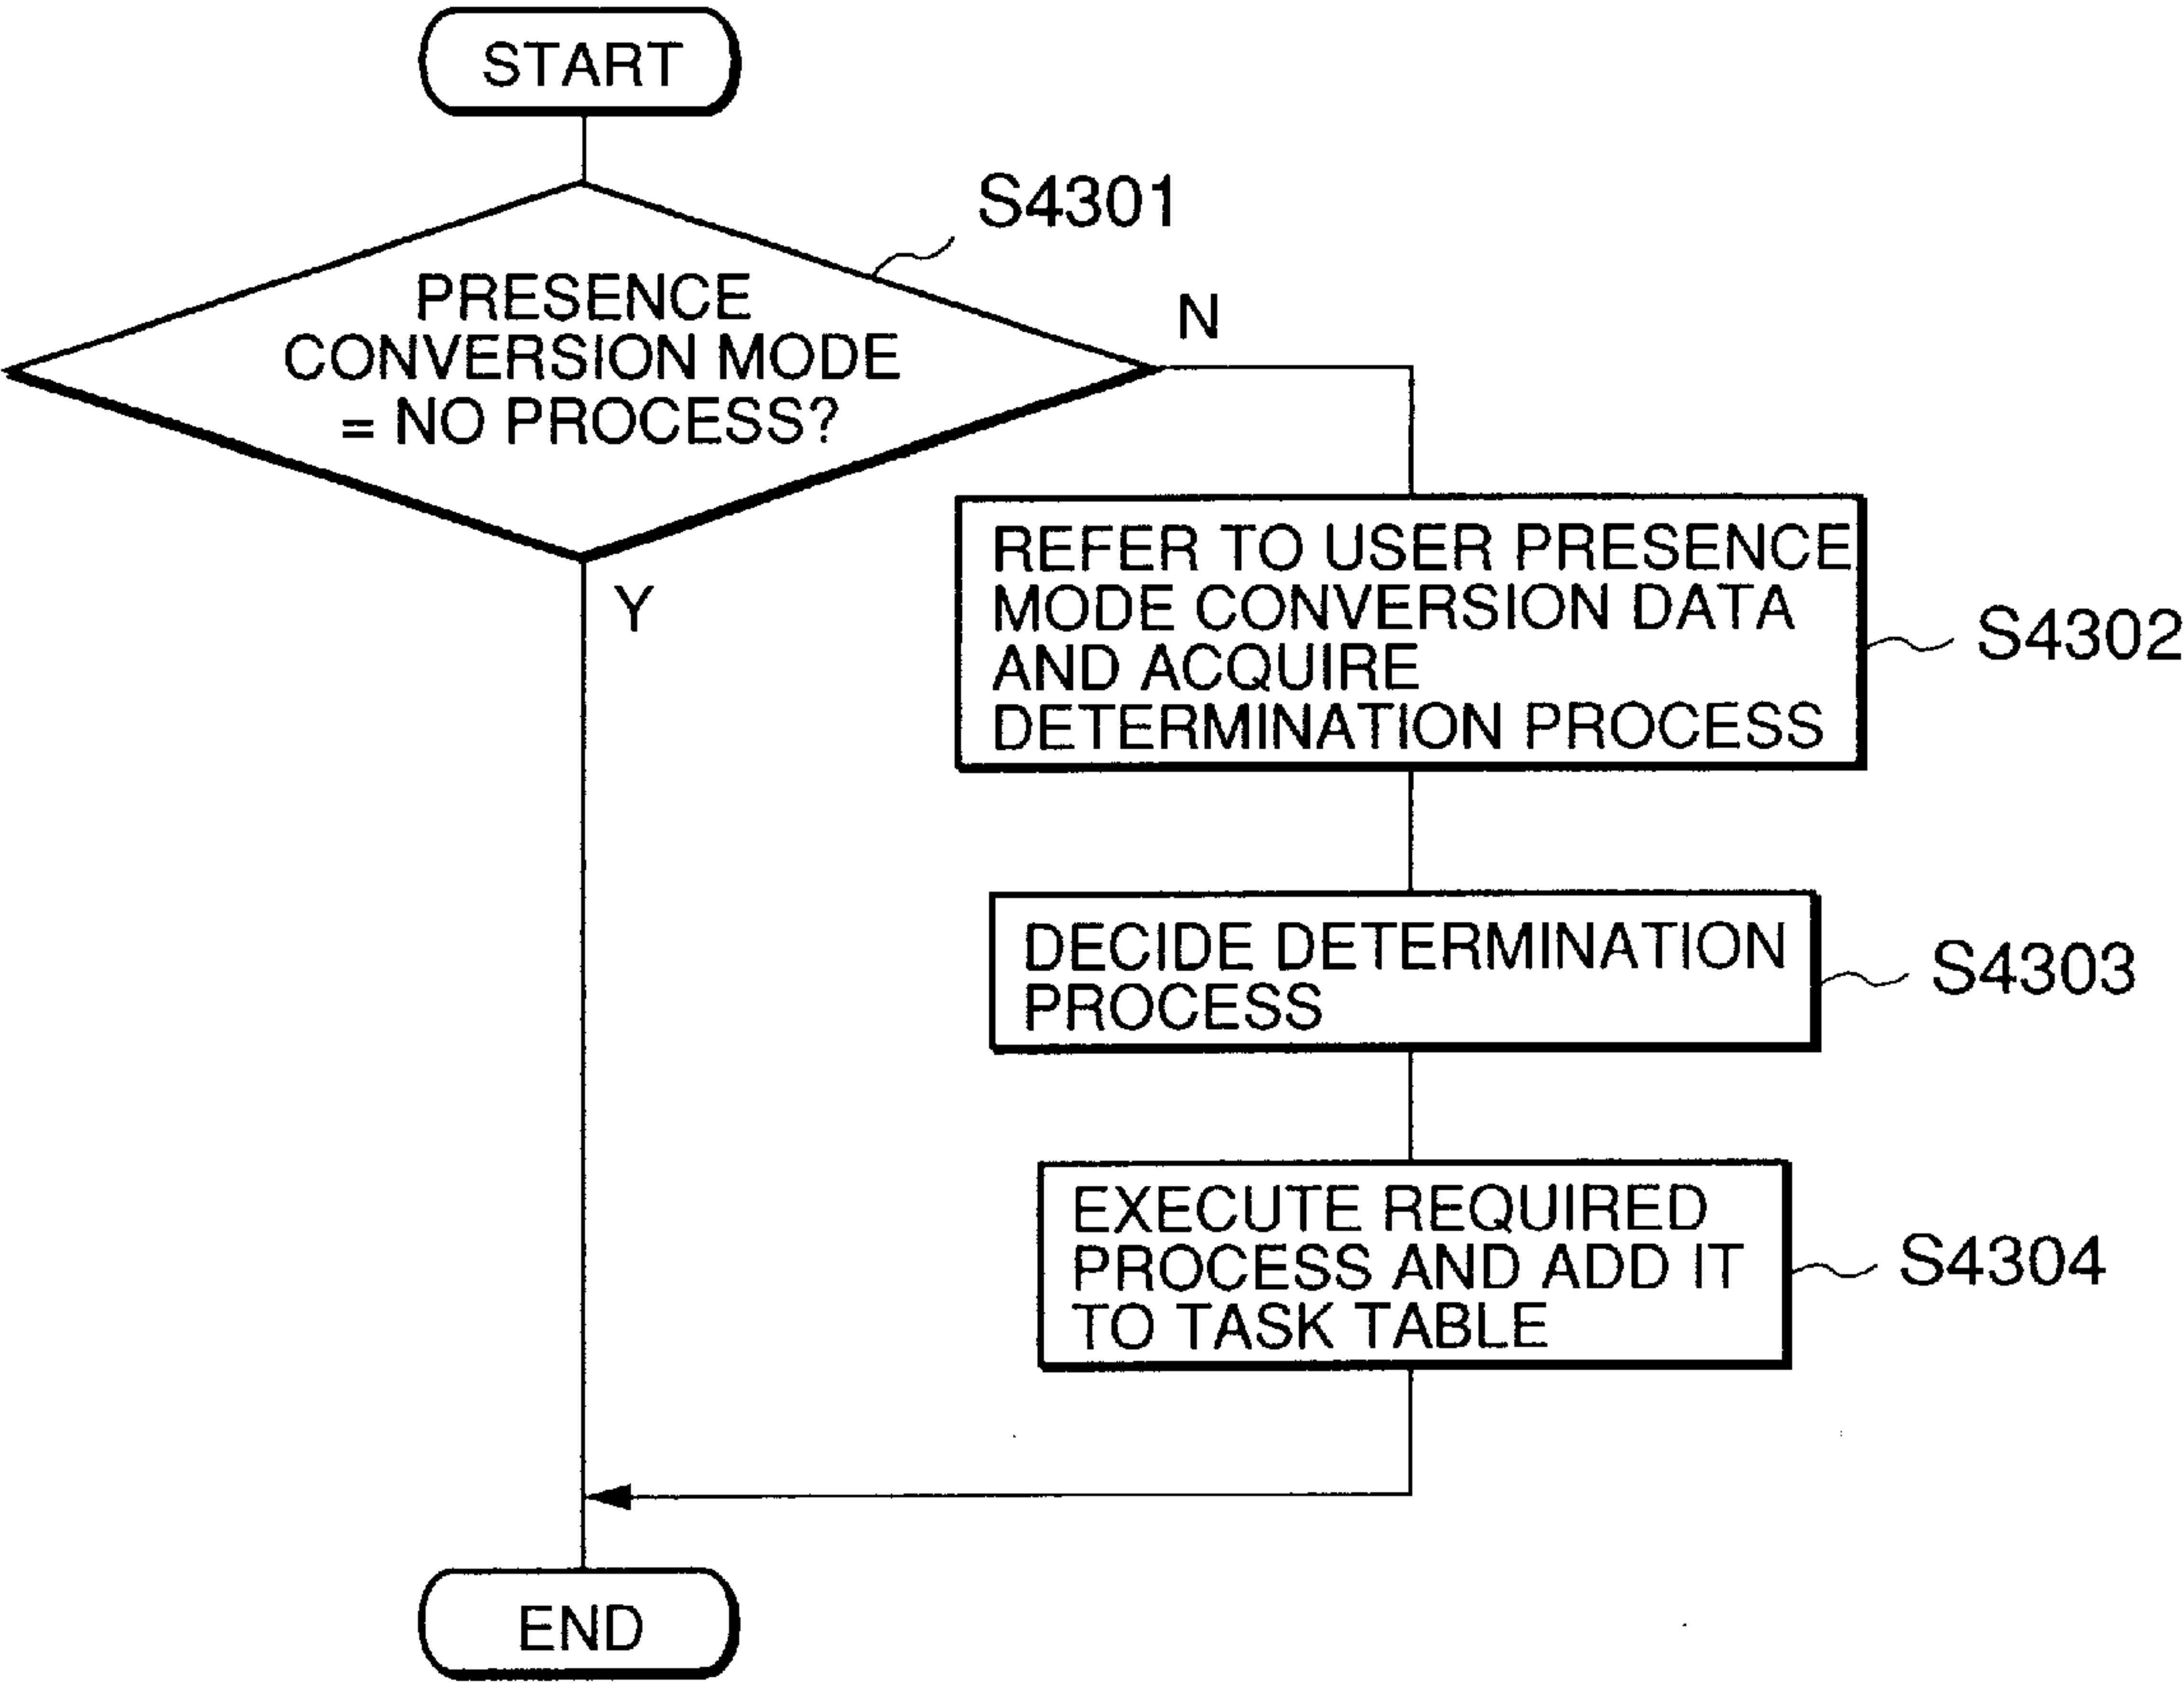 START
S4301
PRESENCE
CONVERSION MODE
= NO PROCESS?
N
Y
REFER TO USER PRESENCE
MODE CONVERSION DATA
AND ACQUIRE
DETERMINATION PROCESS
S4302
DECIDE DETERMINATION
PROCESS
S4303
EXECUTE REQUIRED
PROCESS AND ADD IT
TO TASK TABLE
S4304
END